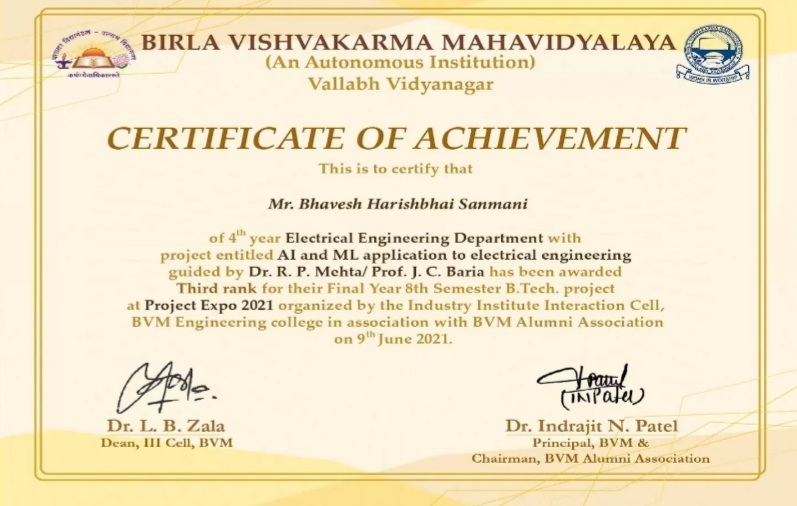 BIRLA VISHVAKARMA MAHAVIDYALAYA
(An Autonomous Institution)
Vallabh Vidyanagar
CERTIFICATE OF ACHIEVEMENT
This is to certify that
Mr. Bhavesh Harishbhai Sanmani
of 4th year Electrical Engineering Department with
project entitled AI and ML application to electrical engineering
guided by Dr. R. P. Mehta/ Prof. J. C. Baria has been awarded
Third rank for their Final Year 8th Semester B.Tech. project
at Project Expo 2021 organized by the Industry Institute Interaction Cell,
BVM Engineering college in association with BVM Alumni Association
on 9th June 2021.
(INPatel)
Dr. L. B. Zala
Dean, III Cell, BVM
Dr. Indrajit N. Patel
Principal, BVM &
Chairman, BVM Alumni Association